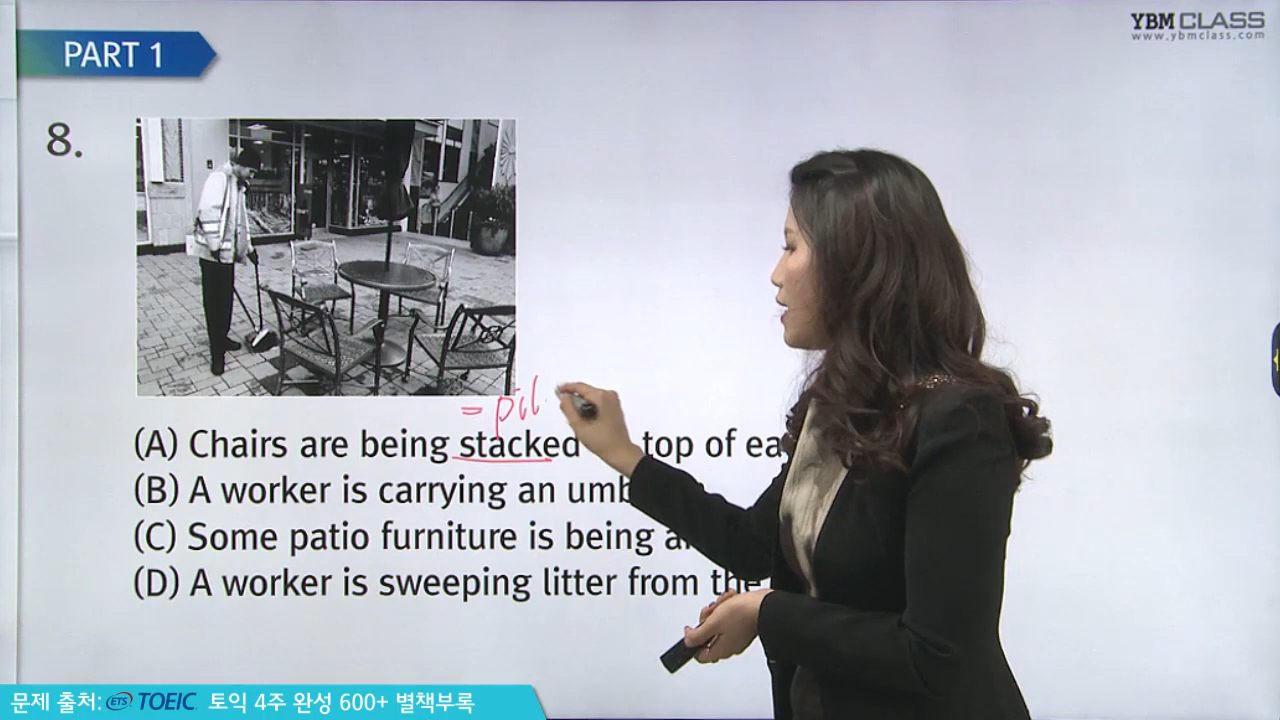 YBM CLASS
www.ybmclass.com
PART 1
8.
= pil
(A) Chairs are being stacked top of ea
(B) A worker is carrying an umb
(C) Some patio furniture is being a
(D) A worker is sweeping litter from the
문제 출처: ETS TOEIC 토익 4주 완성 600+ 별책부록